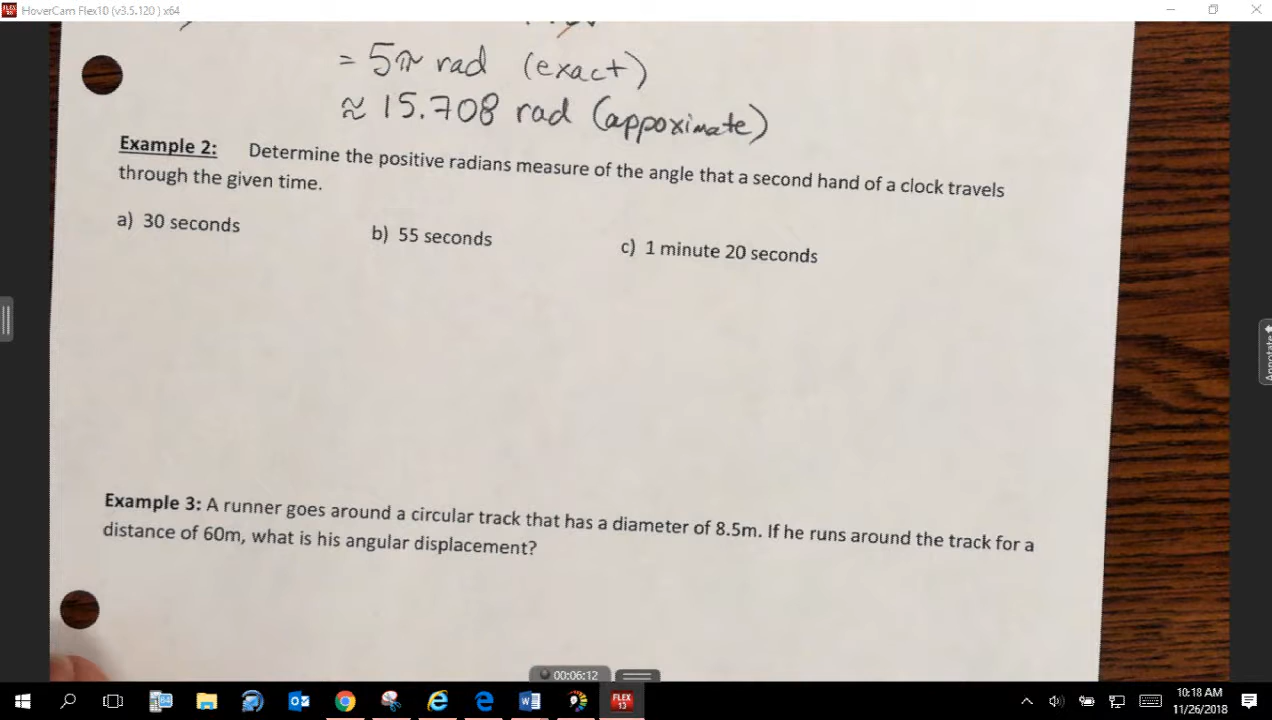 HoverCam Flex10 (v3.5.120 ) x64
= 5π rad (exact)
≈ 15.708 rad (appoximate)
Example 2: Determine the positive radians measure of the angle that a second hand of a clock travels
through the given time.
a) 30 seconds b) 55 seconds c) 1 minute 20 seconds
Annotate
Example 3: A runner goes around a circular track that has a diameter of 8.5m. If he runs around the track for a
distance of 60m, what is his angular displacement?
00:06:12
10:18 AM
11/26/2018
FLEX
13